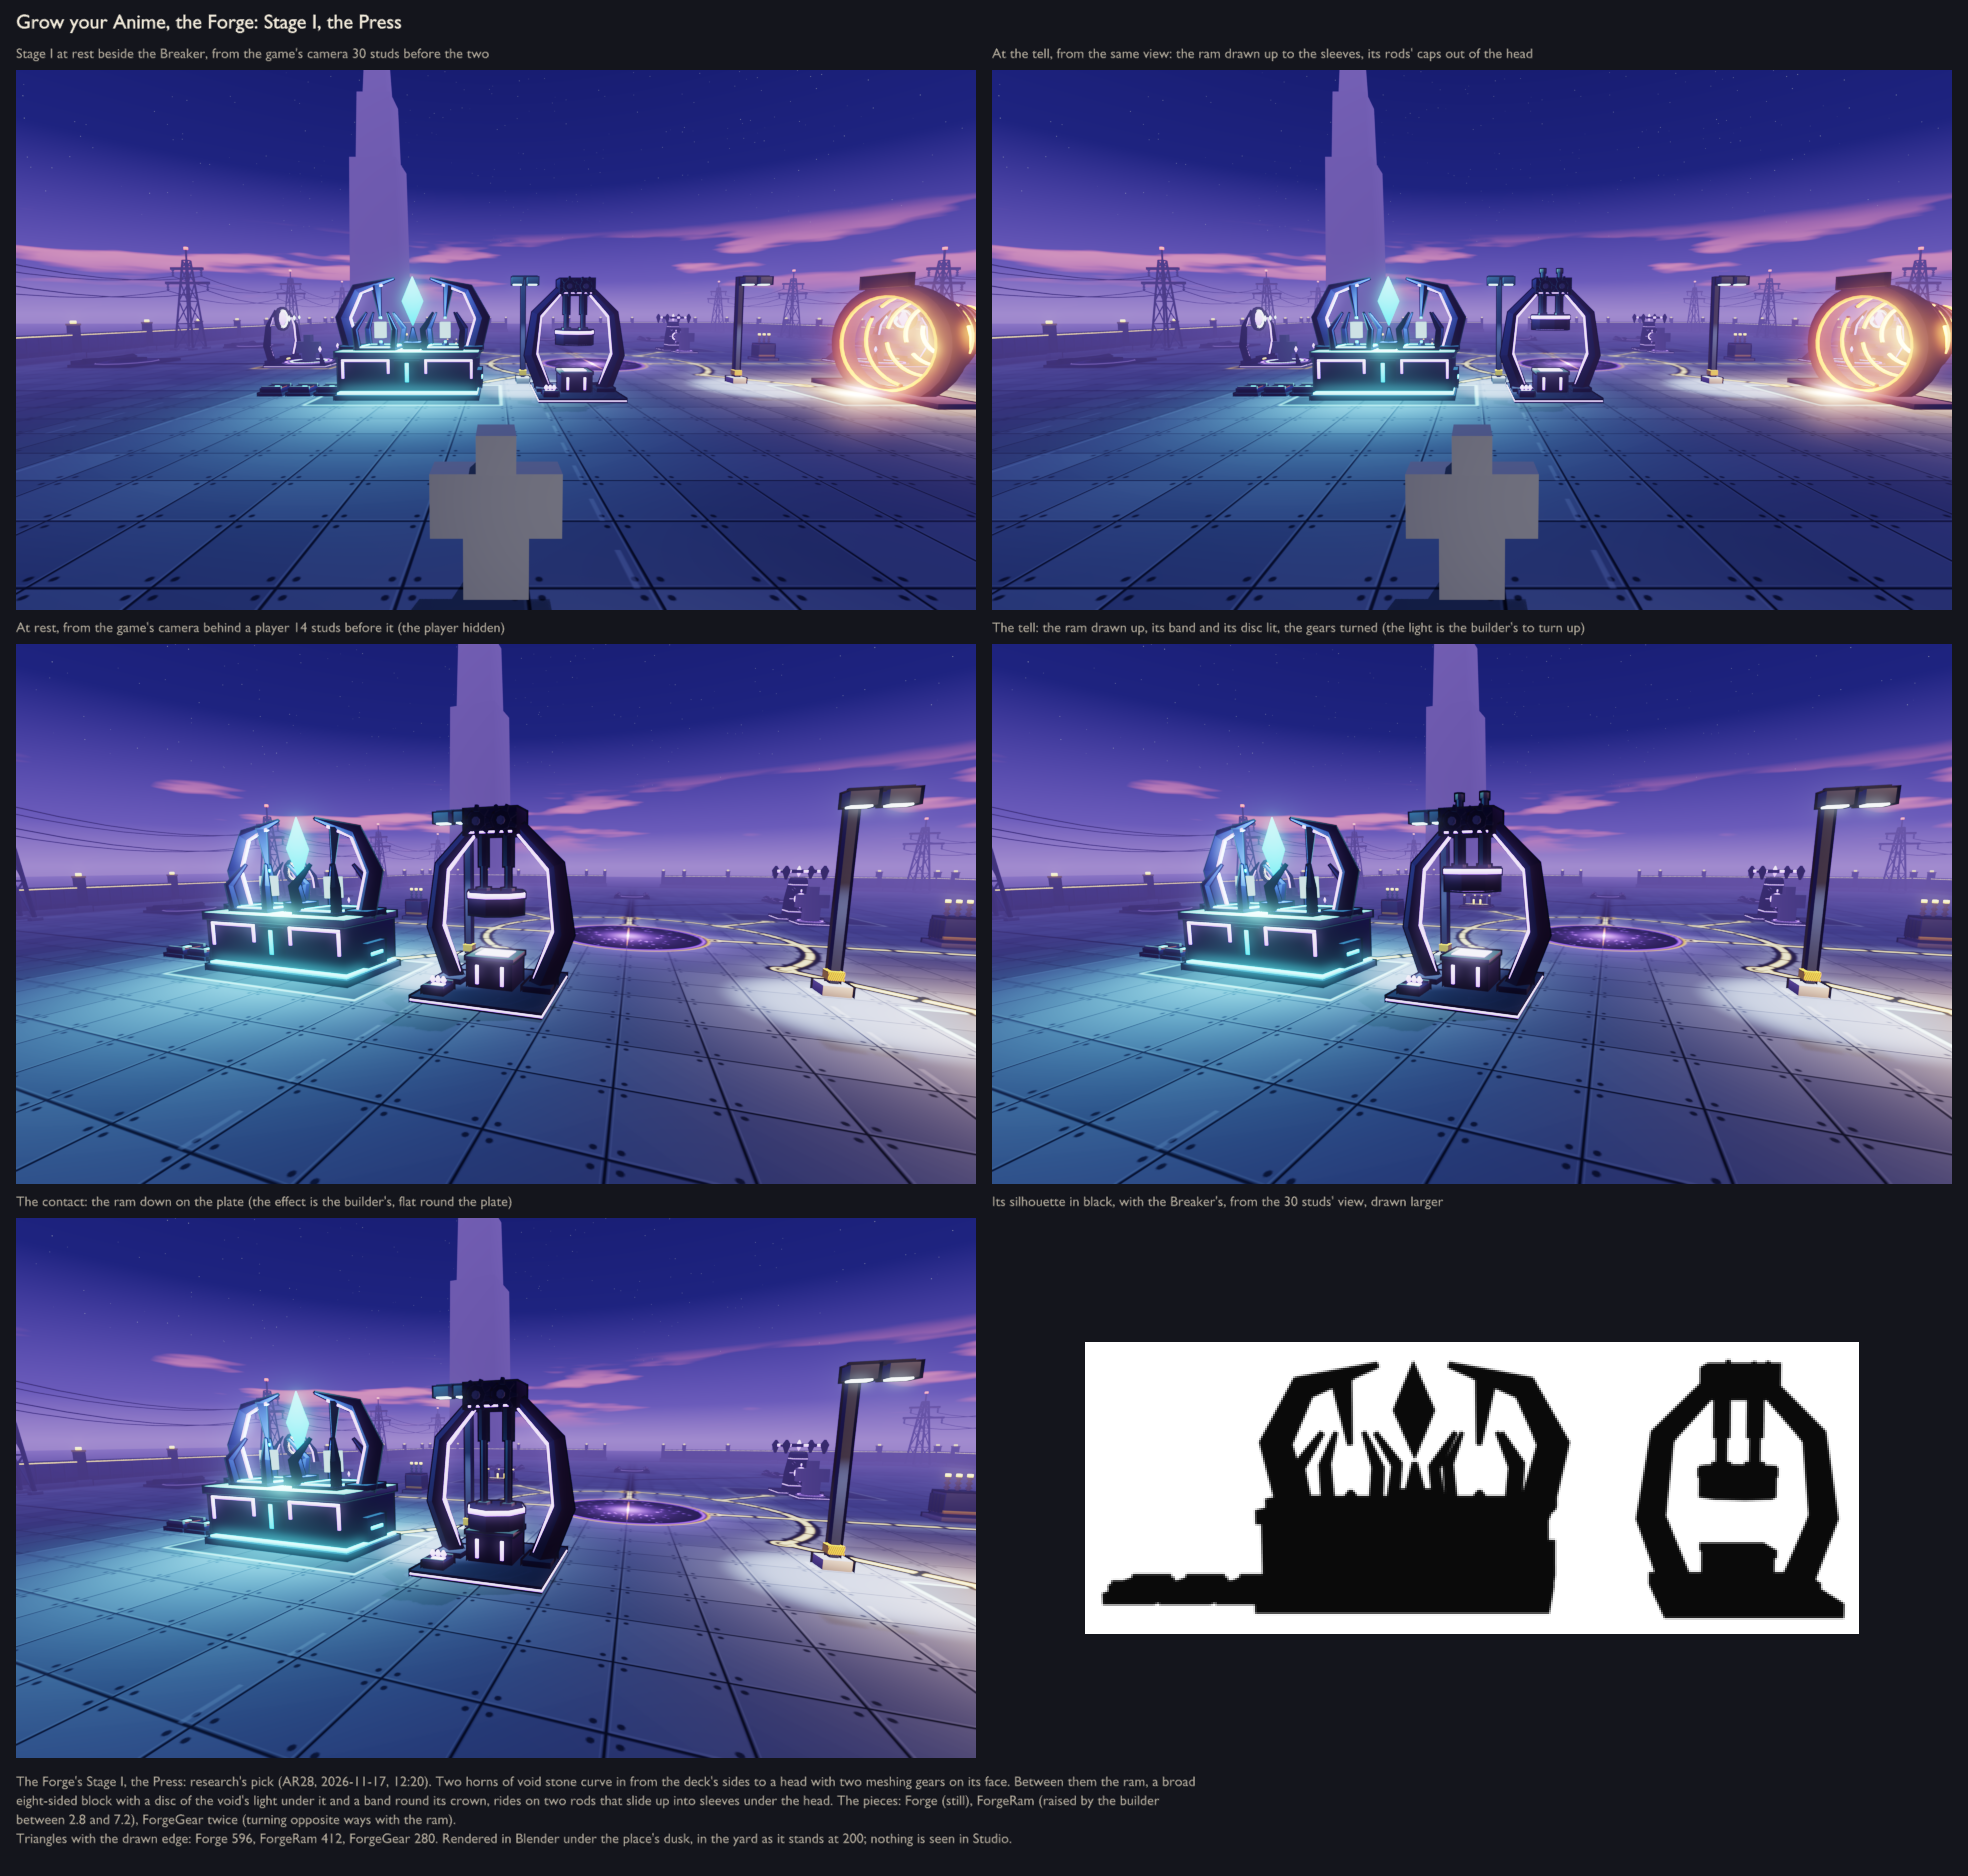 Grow your Anime, the Forge: Stage I, the Press
Stage I at rest beside the Breaker, from the game's camera 30 studs before the two
At the tell, from the same view: the ram drawn up to the sleeves, its rods' caps out of the head
At rest, from the game's camera behind a player 14 studs before it (the player hidden)
The tell: the ram drawn up, its band and its disc lit, the gears turned (the light is the builder's to turn up)
The contact: the ram down on the plate (the effect is the builder's, flat round the plate)
Its silhouette in black, with the Breaker's, from the 30 studs' view, drawn larger
The Forge's Stage I, the Press: research's pick (AR28, 2026-11-17, 12:20). Two horns of void stone curve in from the deck's sides to a head with two meshing gears on its face. Between them the ram, a broad
eight-sided block with a disc of the void's light under it and a band round its crown, rides on two rods that slide up into sleeves under the head. The pieces: Forge (still), ForgeRam (raised by the builder
between 2.8 and 7.2), ForgeGear twice (turning opposite ways with the ram).
Triangles with the drawn edge: Forge 596, ForgeRam 412, ForgeGear 280. Rendered in Blender under the place's dusk, in the yard as it stands at 200; nothing is seen in Studio.